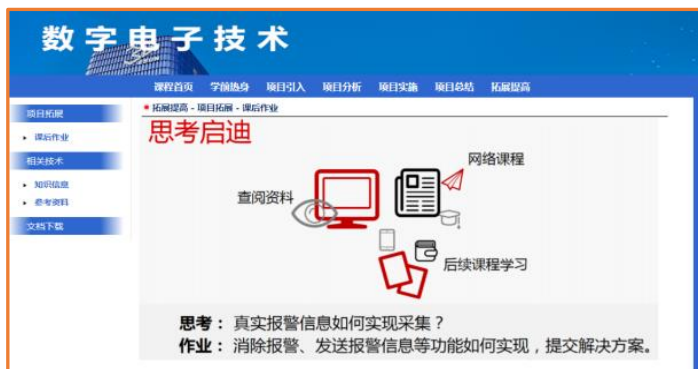 数字电子技术
课程首页 学前热身 项目引入 项目分析 项目实施 项目总结 拓展提高
项目拓展
课后作业
相关技术
知识信息
参考资料
文档下载
拓展提高 - 项目拓展 - 课后作业
思考启迪
网络课程
查阅资料
后续课程学习
思考：真实报警信息如何实现采集？
作业：消除报警、发送报警信息等功能如何实现，提交解决方案。